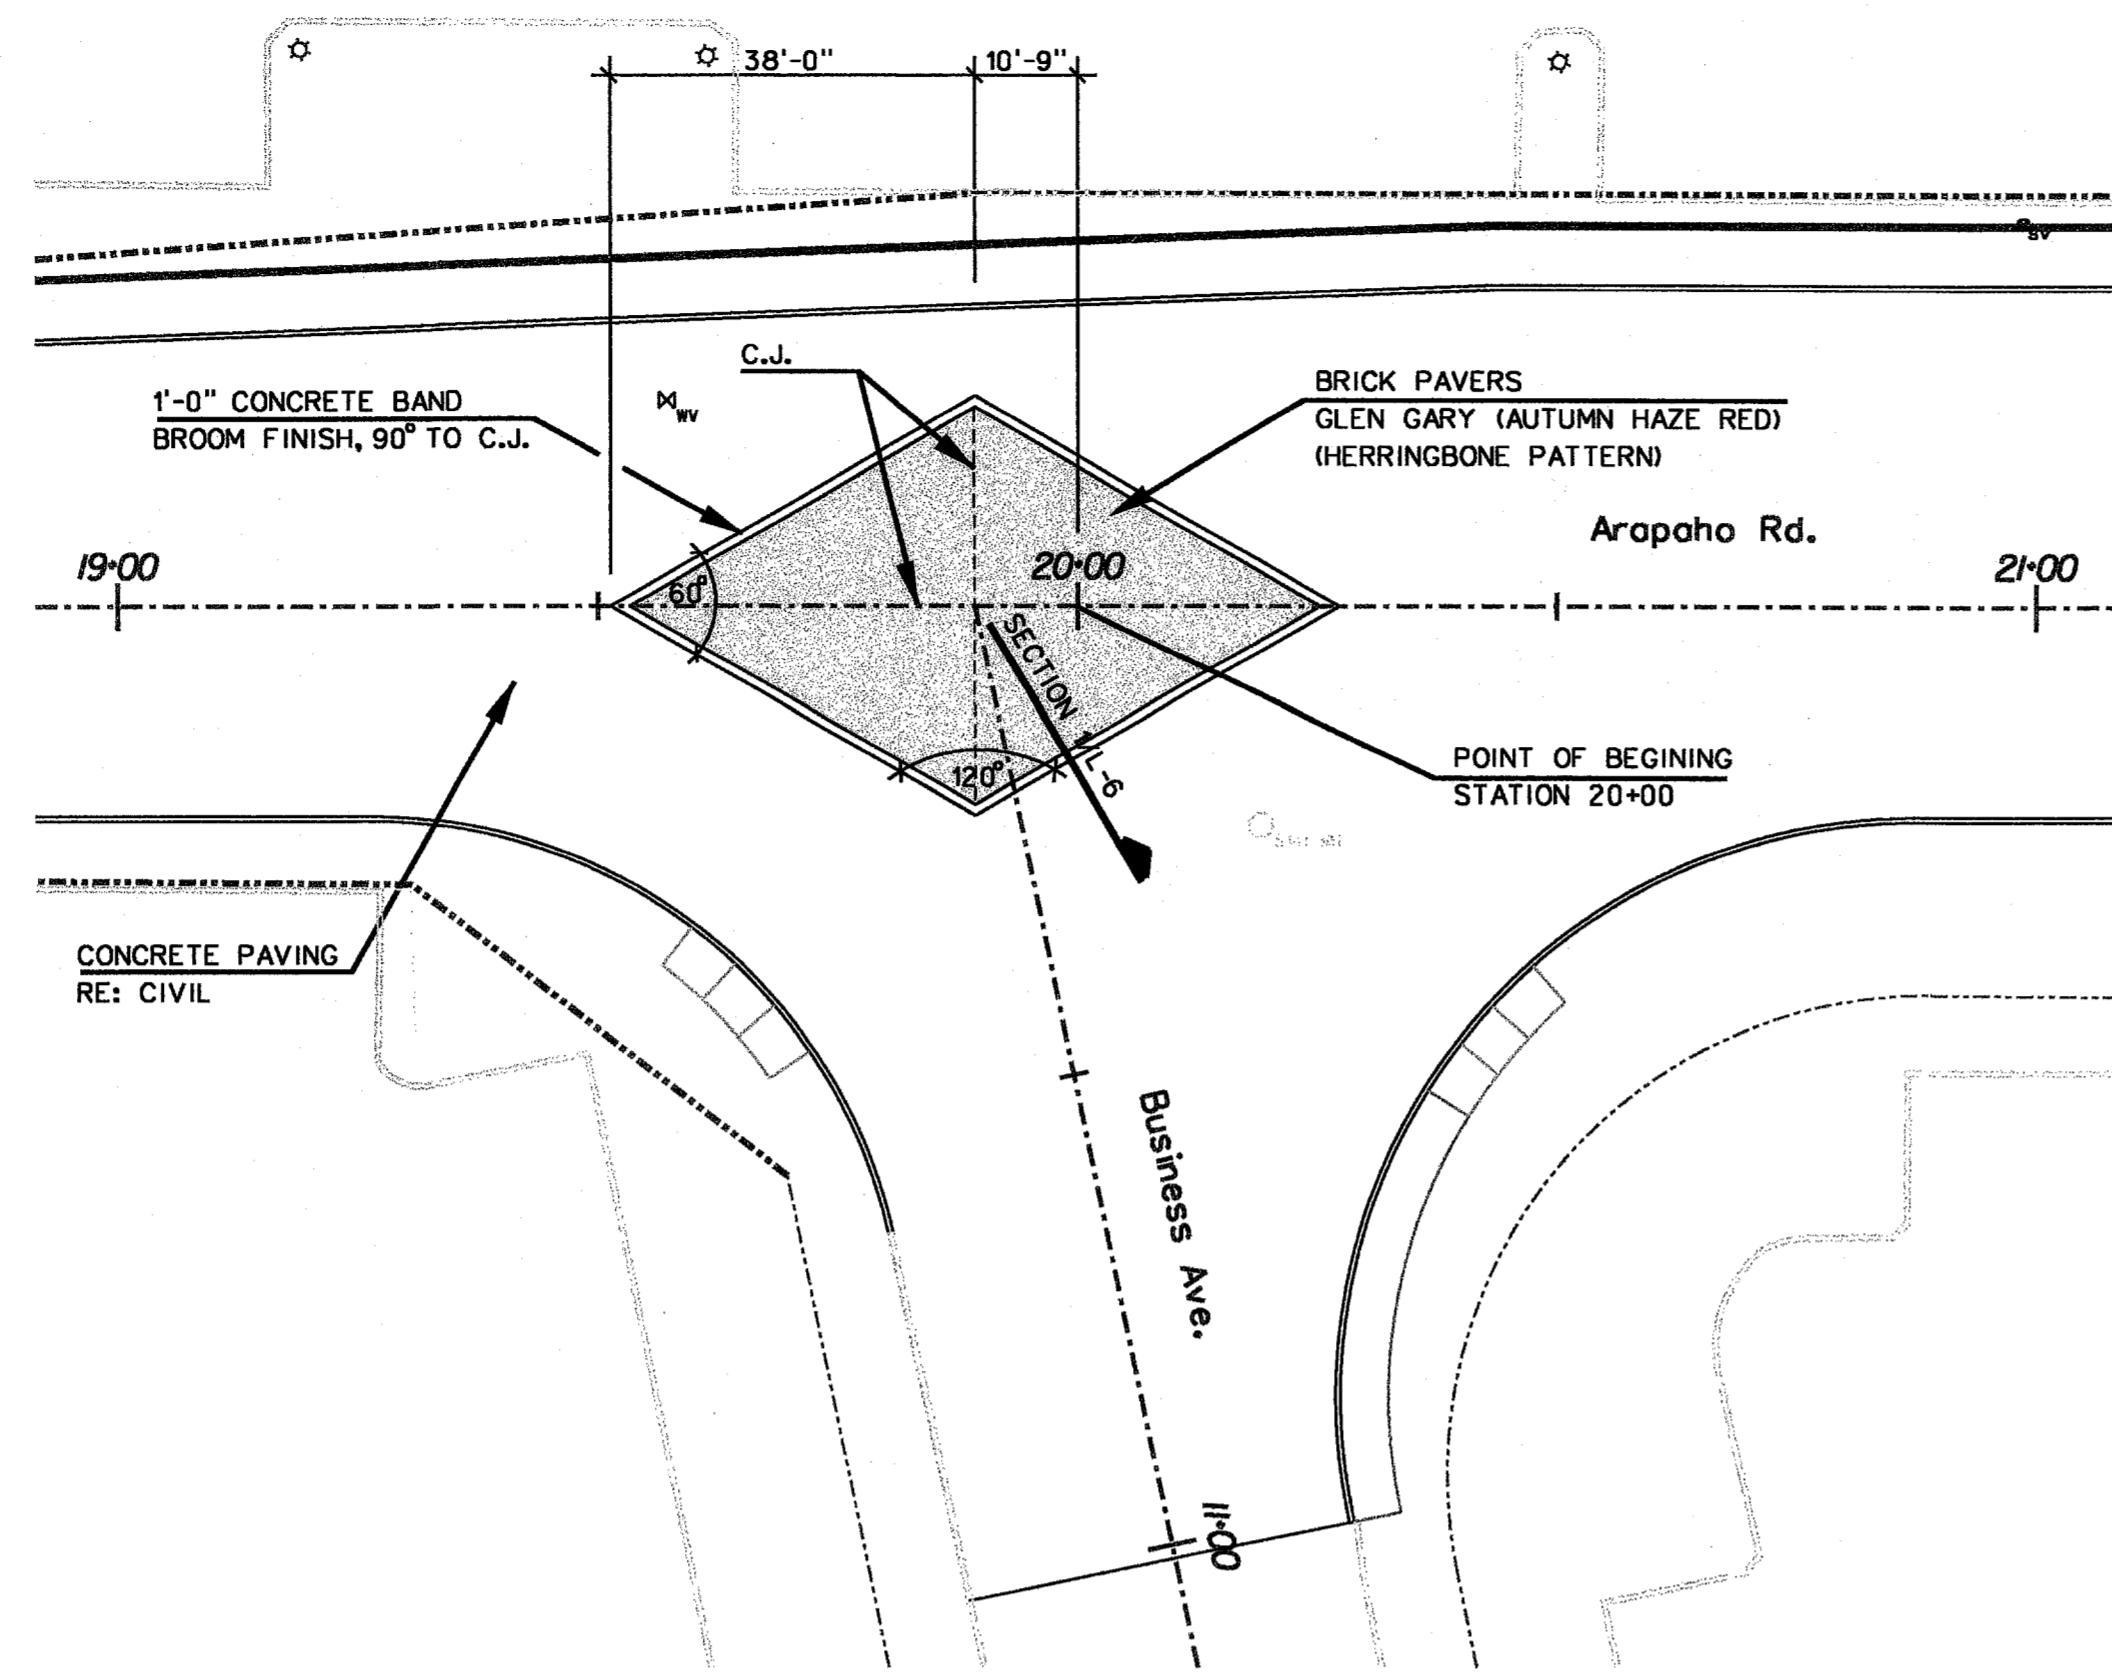 38'-0" 10'-9"
SV
C.J.
1'-0" CONCRETE BAND
BROOM FINISH, 90° TO C.J.
WV
BRICK PAVERS
GLEN GARY (AUTUMN HAZE RED)
(HERRINGBONE PATTERN)
Arapaho Rd.
19+00
20+00
21+00
60°
SECTION 1/L-6
120°
POINT OF BEGINING
STATION 20+00
CONCRETE PAVING
RE: CIVIL
Business Ave.
11+00